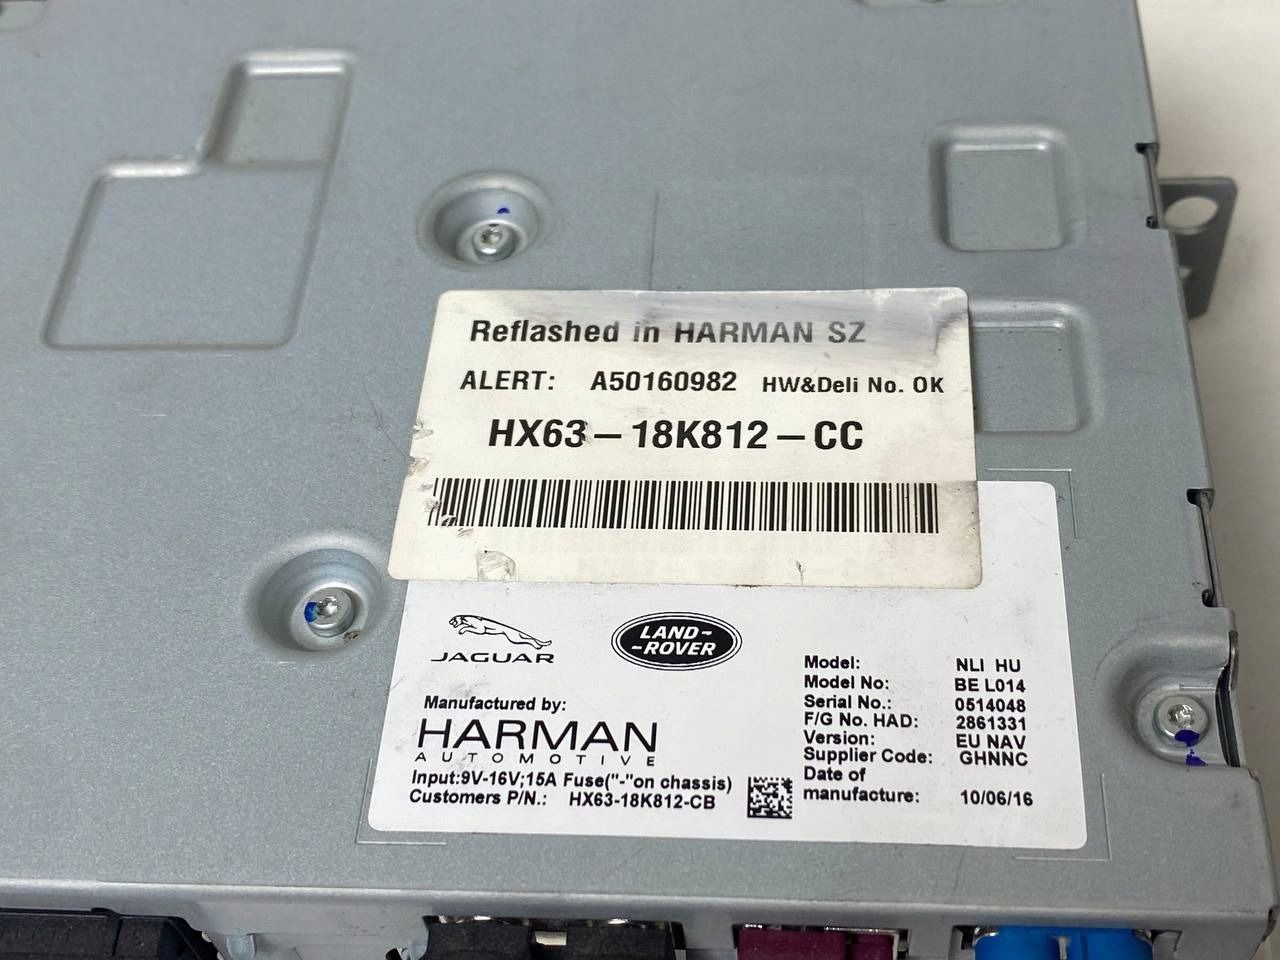 Reflashed in HARMAN SZ
ALERT: A50160982 HW&Deli No. OK
HX63-18K812-CC
JAGUAR
LAND-
-ROVER
Manufactured by:
HARMAN
AUTOMOTIVE
Input:9V-16V;15A Fuse("-"on chassis)
Customers P/N.: HX63-18K812-CB
Model: NLI HU
Model No: BE L014
Serial No.: 0514048
F/G No. HAD: 2861331
Version: EU NAV
Supplier Code: GHNNC
Date of
manufacture: 10/06/16